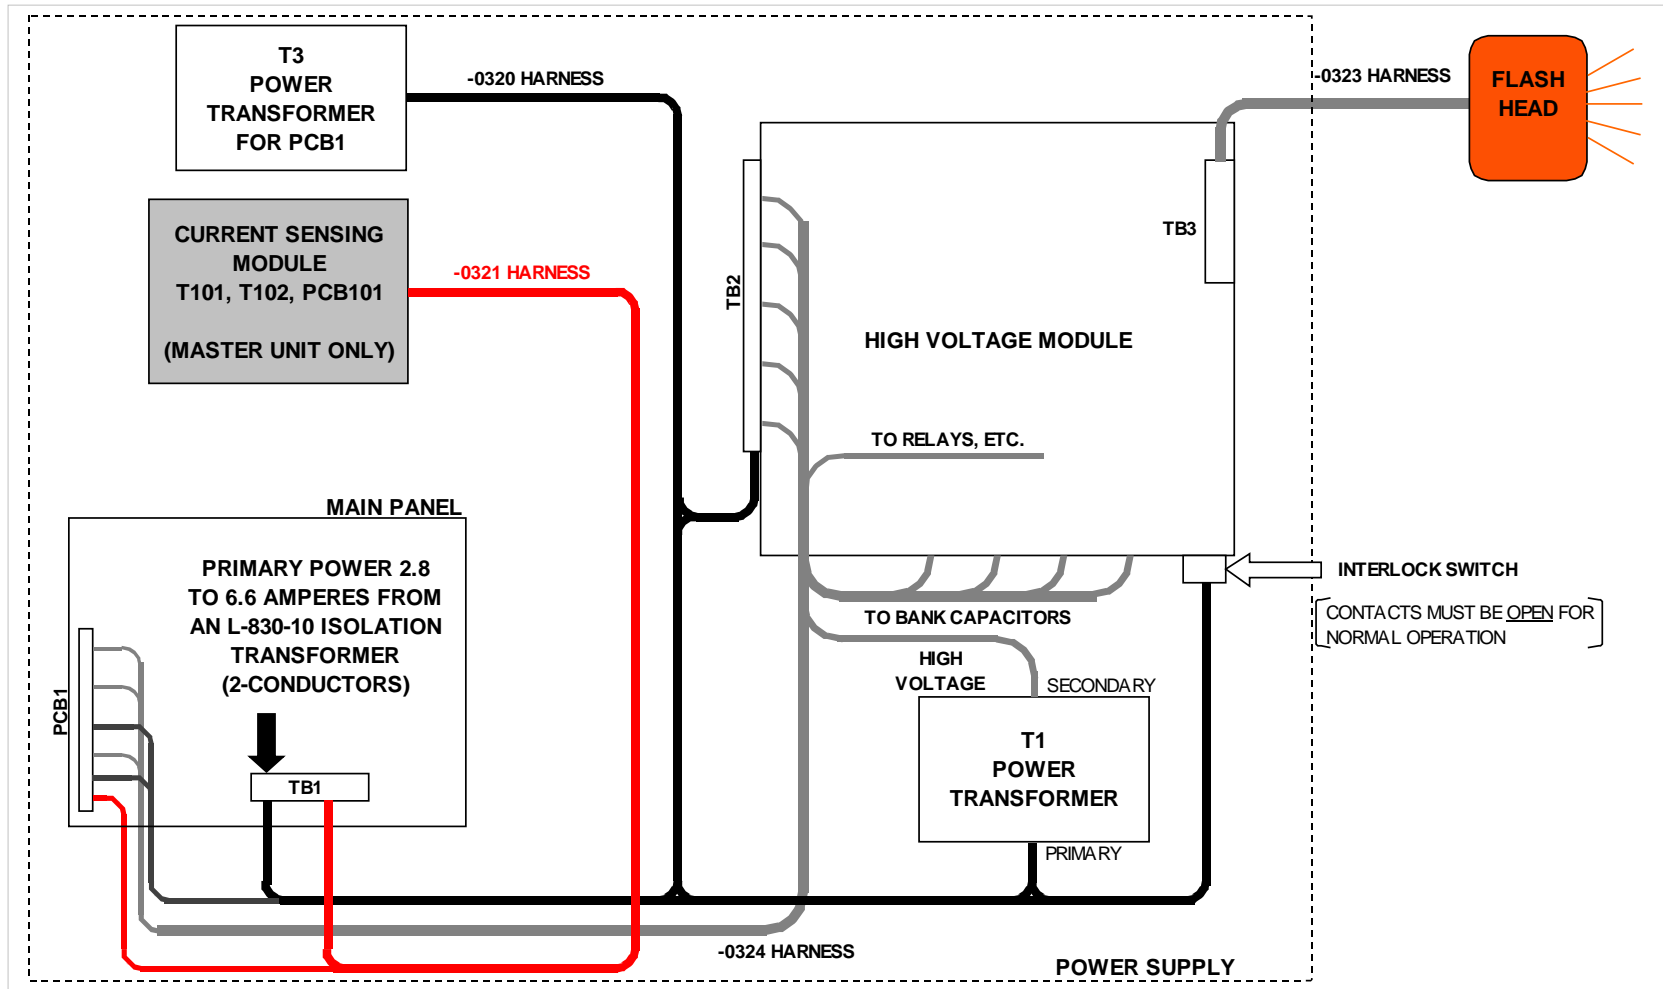 T3
POWER
TRANSFORMER
FOR PCB1
-0320 HARNESS
-0323 HARNESS
FLASH
HEAD
CURRENT SENSING
MODULE
T101, T102, PCB101
(MASTER UNIT ONLY)
-0321 HARNESS
TB2
TB3
HIGH VOLTAGE MODULE
TO RELAYS, ETC.
MAIN PANEL
PRIMARY POWER 2.8
TO 6.6 AMPERES FROM
AN L-830-10 ISOLATION
TRANSFORMER
(2-CONDUCTORS)
PCB1
TB1
INTERLOCK SWITCH
CONTACTS MUST BE OPEN FOR
NORMAL OPERATION
TO BANK CAPACITORS
HIGH
VOLTAGE
SECONDARY
T1
POWER
TRANSFORMER
PRIMARY
-0324 HARNESS
POWER SUPPLY